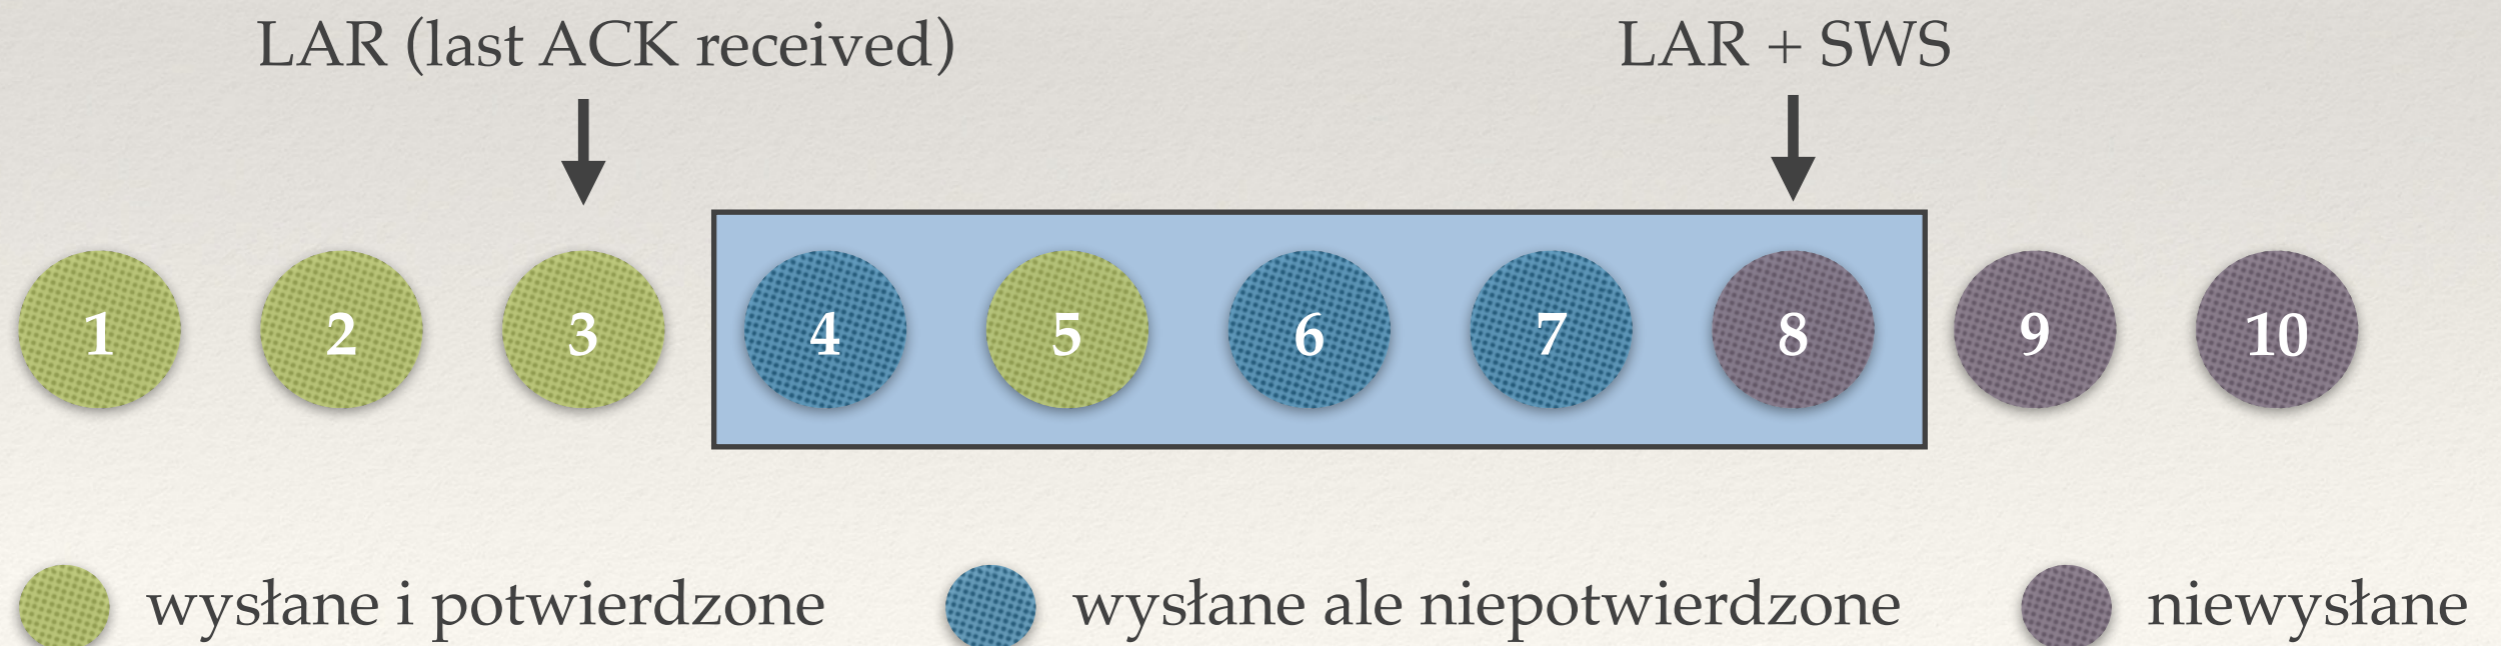 LAR (last ACK received) LAR + SWS
1 2 3 4 5 6 7 8 9 10
wysłane i potwierdzone wysłane ale niepotwierdzone niewysłane